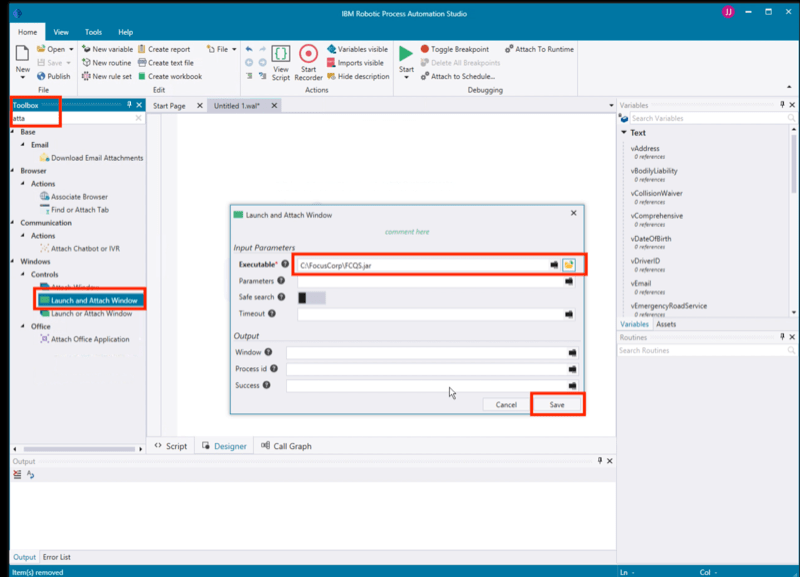 IBM Robotic Process Automation Studio
JJ
Home View Tools Help
New
Open
Save
Publish
File
New variable
New routine
New rule set
Create report
Create text file
Create workbook
File
Edit
View Script
Start Recorder
Variables visible
Imports visible
Hide description
Actions
Start
Toggle Breakpoint
Delete All Breakpoints
Attach to Schedule...
Attach To Runtime
Debugging
Toolbox
atta
Base
Email
Download Email Attachments
Browser
Actions
Associate Browser
Find or Attach Tab
Communication
Actions
Attach Chatbot or IVR
Windows
Controls
Attach Window
Launch and Attach Window
Launch or Attach Window
Office
Attach Office Application
Start Page
Untitled 1.wal*
Launch and Attach Window
comment here
Input Parameters
Executable* C:\FocusCorp\FCQS.jar
Parameters
Safe search
Timeout
Output
Window
Process id
Success
Cancel Save
Script Designer Call Graph
Variables
Search Variables
Text
vAddress
0 references
vBodilyLiability
0 references
vCollisionWaiver
0 references
vComprehensive
0 references
vDateOfBirth
0 references
vDriverID
0 references
vEmail
0 references
vEmergencyRoadService
0 references
Variables Assets
Routines
Search Routines
Output
Output Error List
Item(s) removed
Ln - Col -